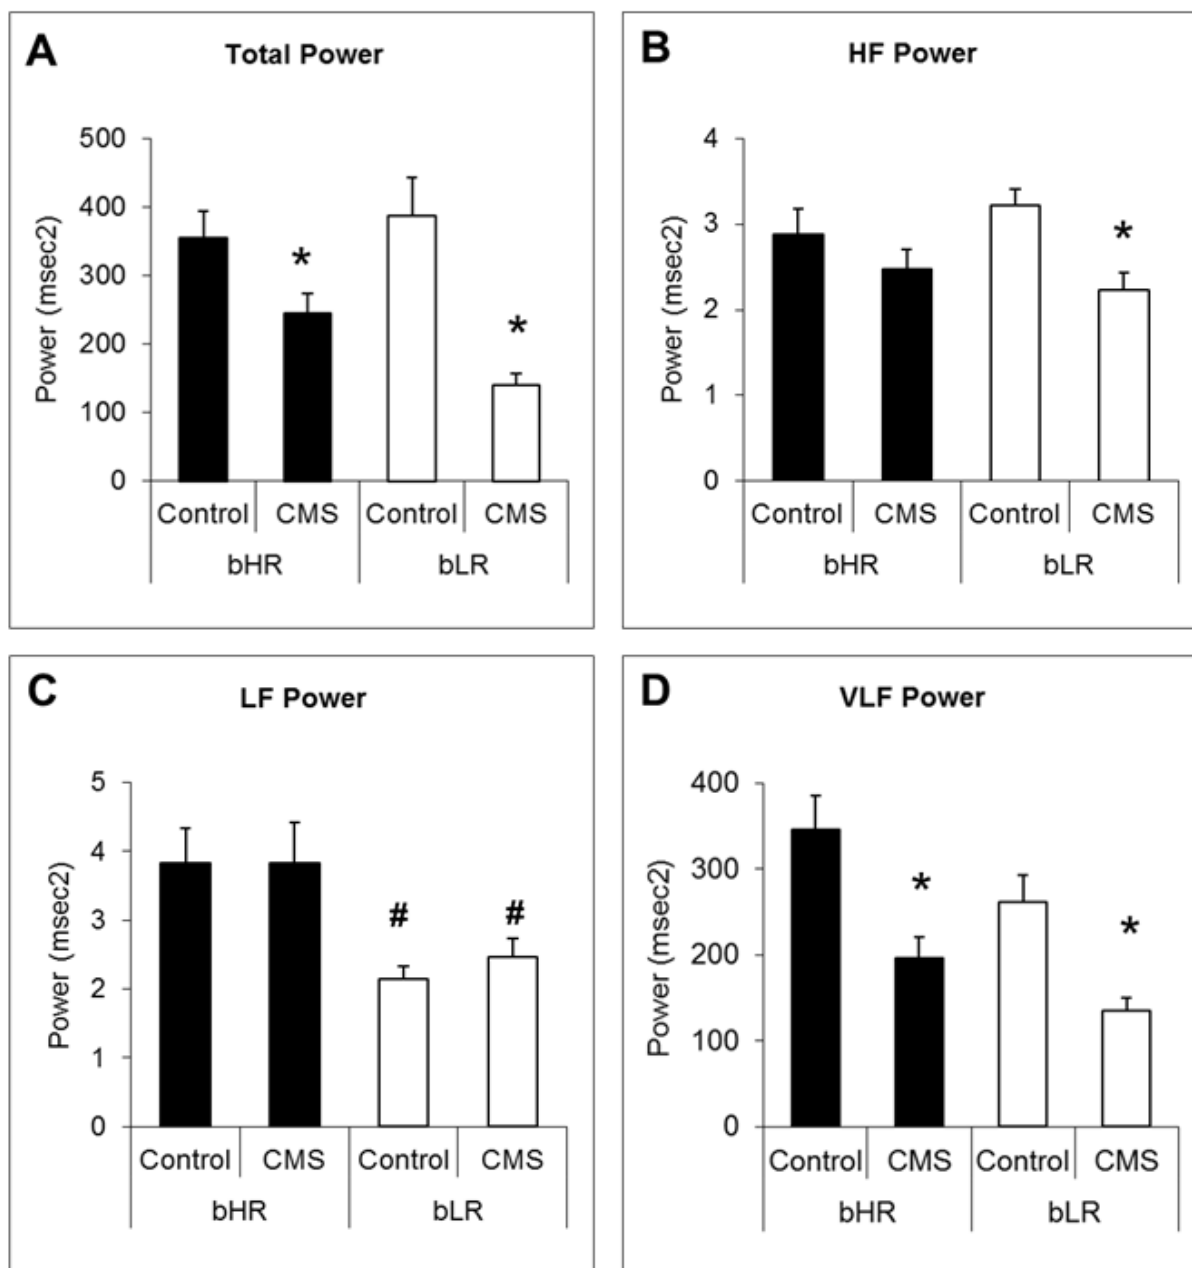 A
Total Power
Power (msec2)
500
400
300
200
100
0
*
*
Control CMS Control CMS
bHR bLR
B
HF Power
Power (msec2)
4
3
2
1
0
*
Control CMS Control CMS
bHR bLR
C
LF Power
Power (msec2)
5
4
3
2
1
0
# #
Control CMS Control CMS
bHR bLR
D
VLF Power
Power (msec2)
400
300
200
100
0
*
*
Control CMS Control CMS
bHR bLR